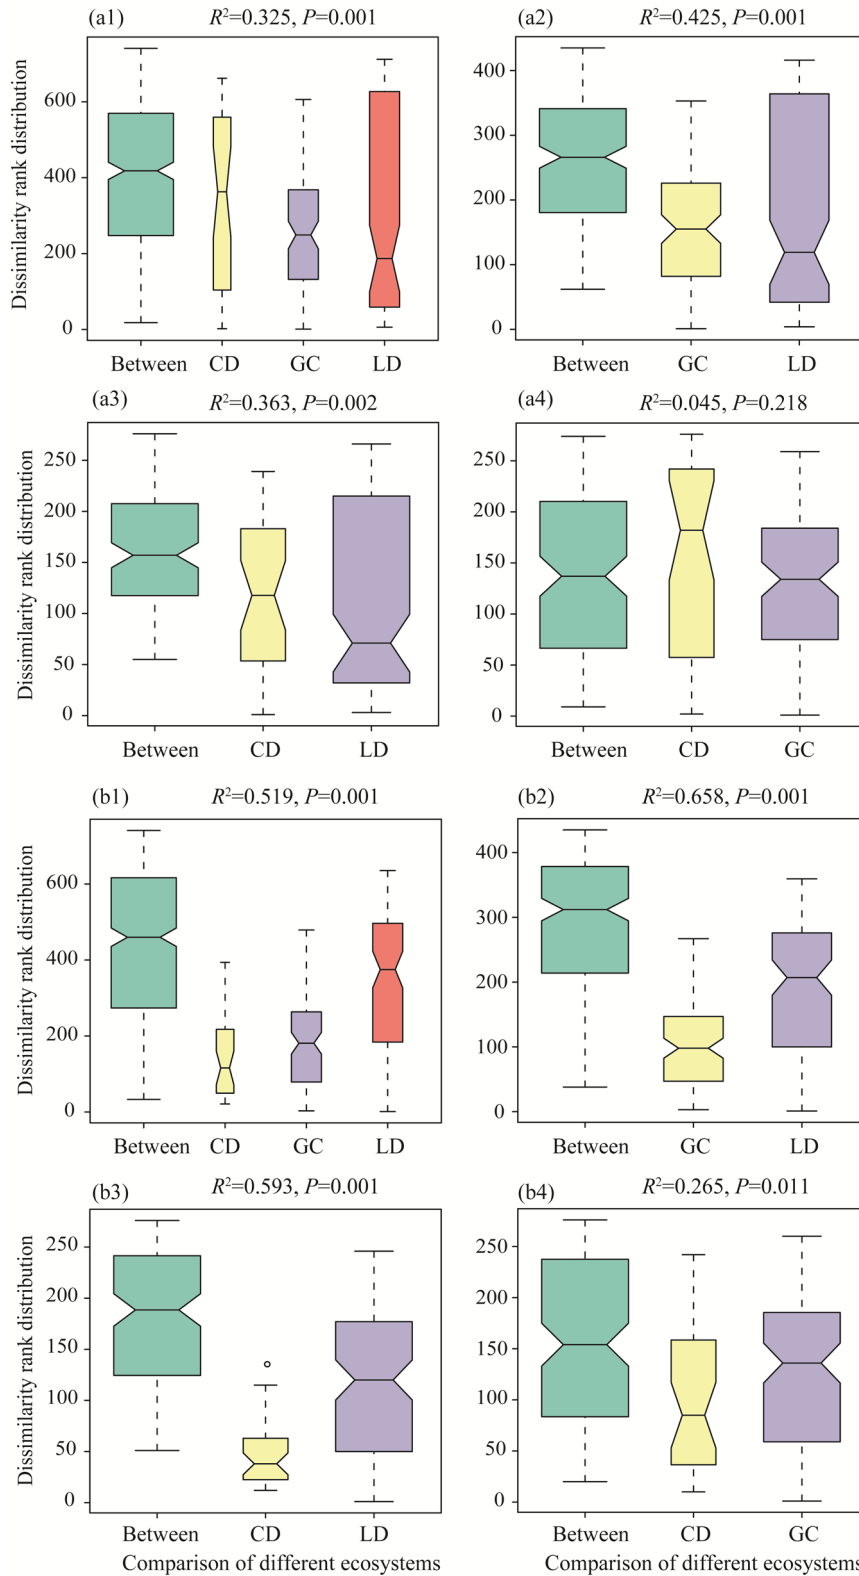 (a1) R²=0.325, P=0.001
Dissimilarity rank distribution
600
400
200
0
Between CD GC LD
(a2) R²=0.425, P=0.001
400
300
200
100
0
Between GC LD
(a3) R²=0.363, P=0.002
Dissimilarity rank distribution
250
200
150
100
50
0
Between CD LD
(a4) R²=0.045, P=0.218
250
200
150
100
50
0
Between CD GC
(b1) R²=0.519, P=0.001
Dissimilarity rank distribution
600
400
200
0
Between CD GC LD
(b2) R²=0.658, P=0.001
400
300
200
100
0
Between GC LD
(b3) R²=0.593, P=0.001
Dissimilarity rank distribution
250
200
150
100
50
0
Between CD LD
Comparison of different ecosystems
(b4) R²=0.265, P=0.011
250
200
150
100
50
0
Between CD GC
Comparison of different ecosystems